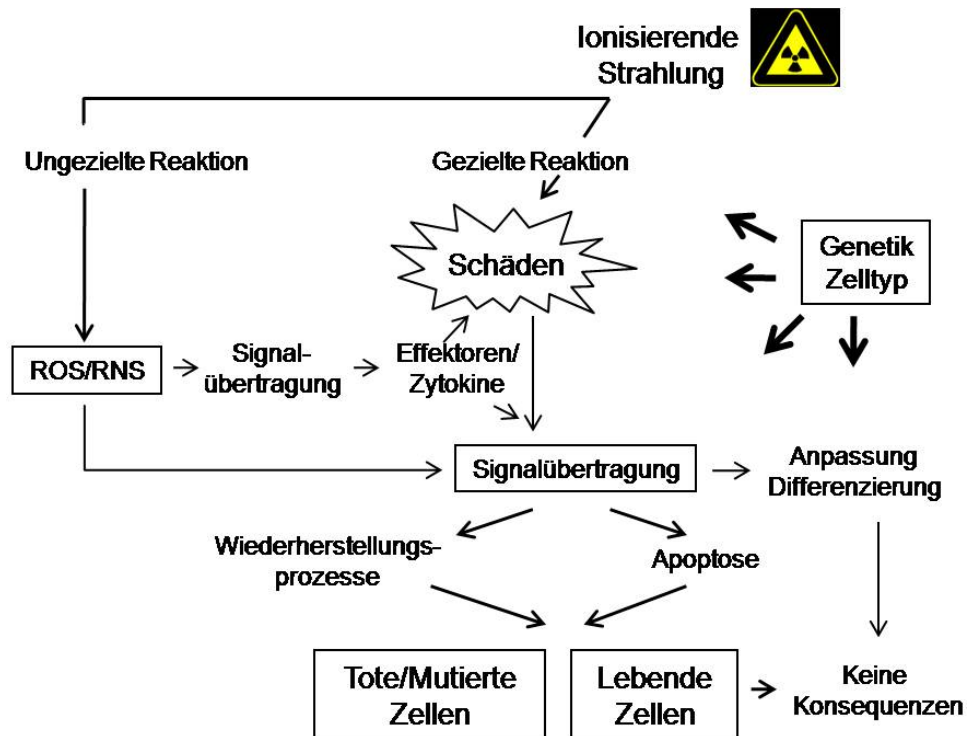 Ionisierende
Strahlung
Ungezielte Reaktion
Gezielte Reaktion
Schäden
Genetik
Zelltyp
ROS/RNS
Signal-
übertragung
Effektoren/
Zytokine
Signalübertragung
Anpassung
Differenzierung
Wiederherstellungs-
prozesse
Apoptose
Tote/Mutierte
Zellen
Lebende
Zellen
Keine
Konsequenzen